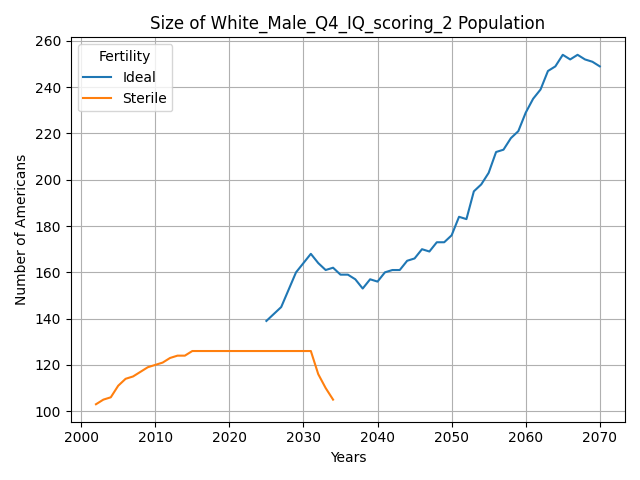 Size of White_Male_Q4_IQ_scoring_2 Population
Number of Americans
260
240
220
200
180
160
140
120
100
Fertility
Ideal
Sterile
2000 2010 2020 2030 2040 2050 2060 2070
Years